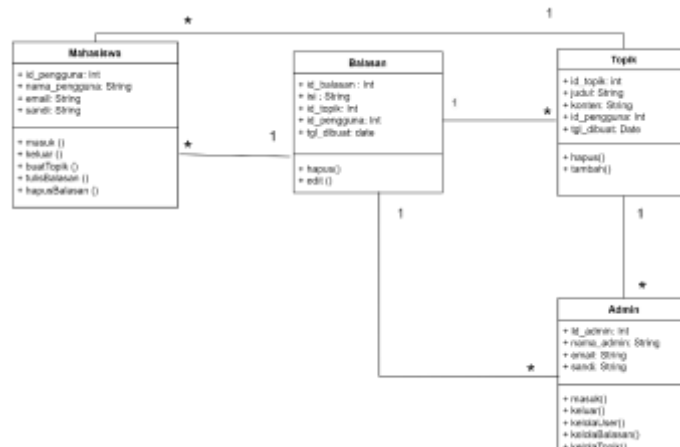 *
1
Mahasiswa
+ id_pengguna: Int
+ nama_pengguna: String
+ email: String
+ sandi: String
+ masuk ()
+ keluar ()
+ buatTopik ()
+ tulisBalasan ()
+ hapusBalasan ()
*
1
Balasan
+ id_balasan : Int
+ isi : String
+ id_topik: Int
+ id_pengguna: Int
+ tgl_dibuat: date
+ hapus()
+ edit ()
1
*
Topik
+ id_topik: int
+ judul: String
+ konten: String
+ id_pengguna: Int
+ tgl_dibuat: Date
+ hapus()
+ tambah()
1
1
*
*
Admin
+ Id_admin: Int
+ nama_admin: String
+ email: String
+ sandi: String
+ masuk()
+ keluar()
+ kelolaUser()
+ kelolaBalasan()
+ kelolaTopik()